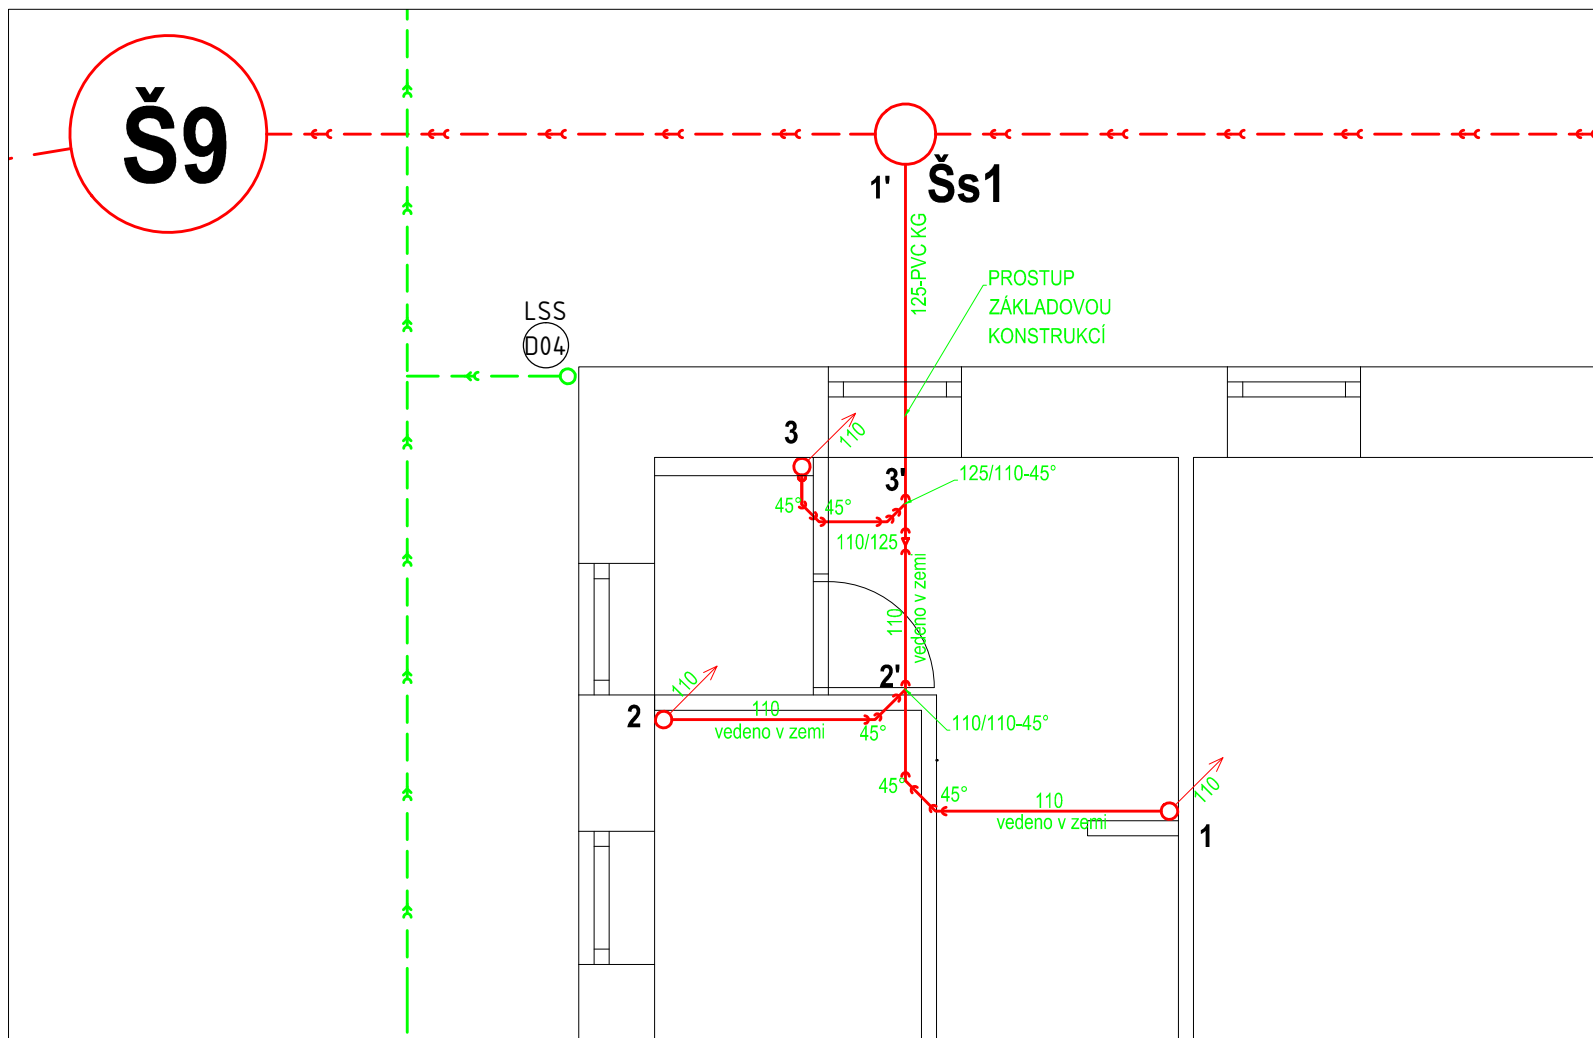 Š9
1'
Šs1
125-PVC KG
PROSTUP
ZÁKLADOVOU
KONSTRUKCÍ
LSS
D04
3
110
3'
125/110-45°
45°
45°
110/125
110
vedeno v zemi
2'
110
2
110
vedeno v zemi
45°
110/110-45°
45°
45°
110
vedeno v zemi
110
1